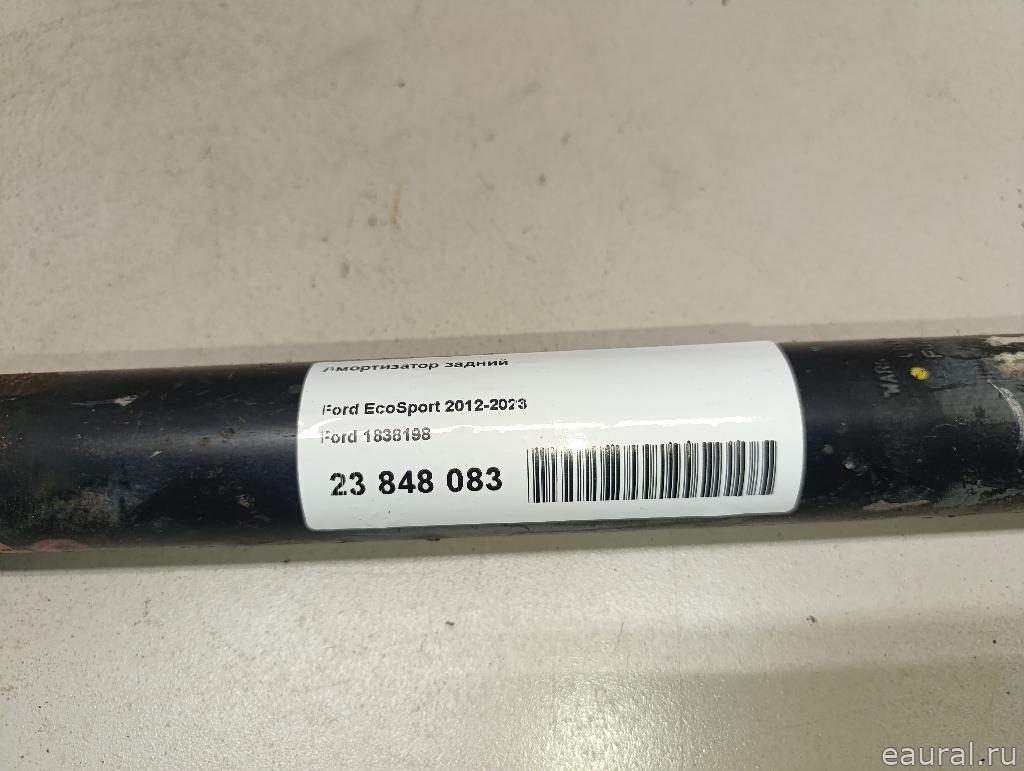 Амортизатор задний
Ford EcoSport 2012-2023
Ford 1838198
23 848 083
eaural.ru